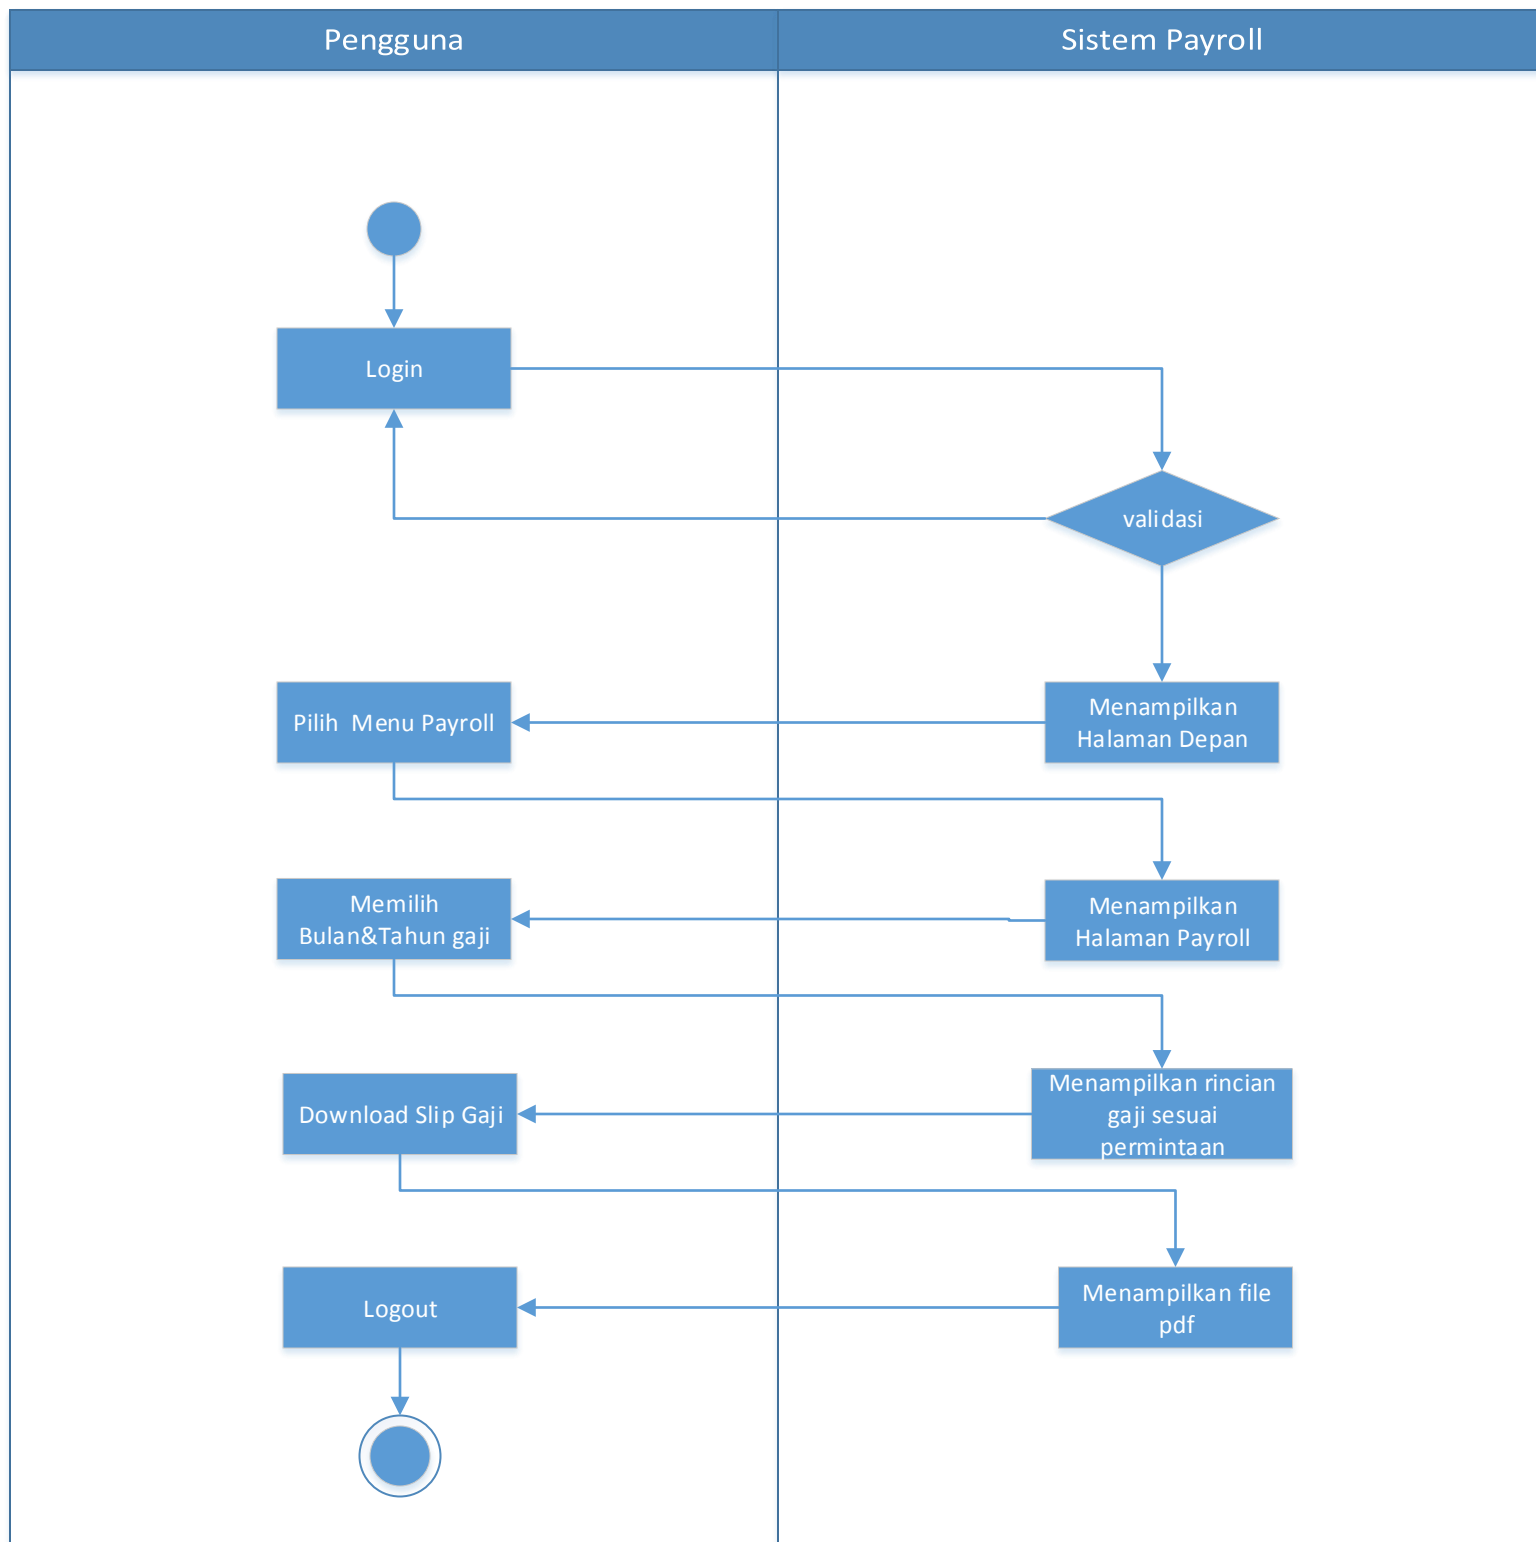 Pengguna
Sistem Payroll
Login
validasi
Pilih Menu Payroll
Menampilkan
Halaman Depan
Memilih
Bulan&Tahun gaji
Menampilkan
Halaman Payroll
Download Slip Gaji
Menampilkan rincian
gaji sesuai
permintaan
Logout
Menampilkan file
pdf